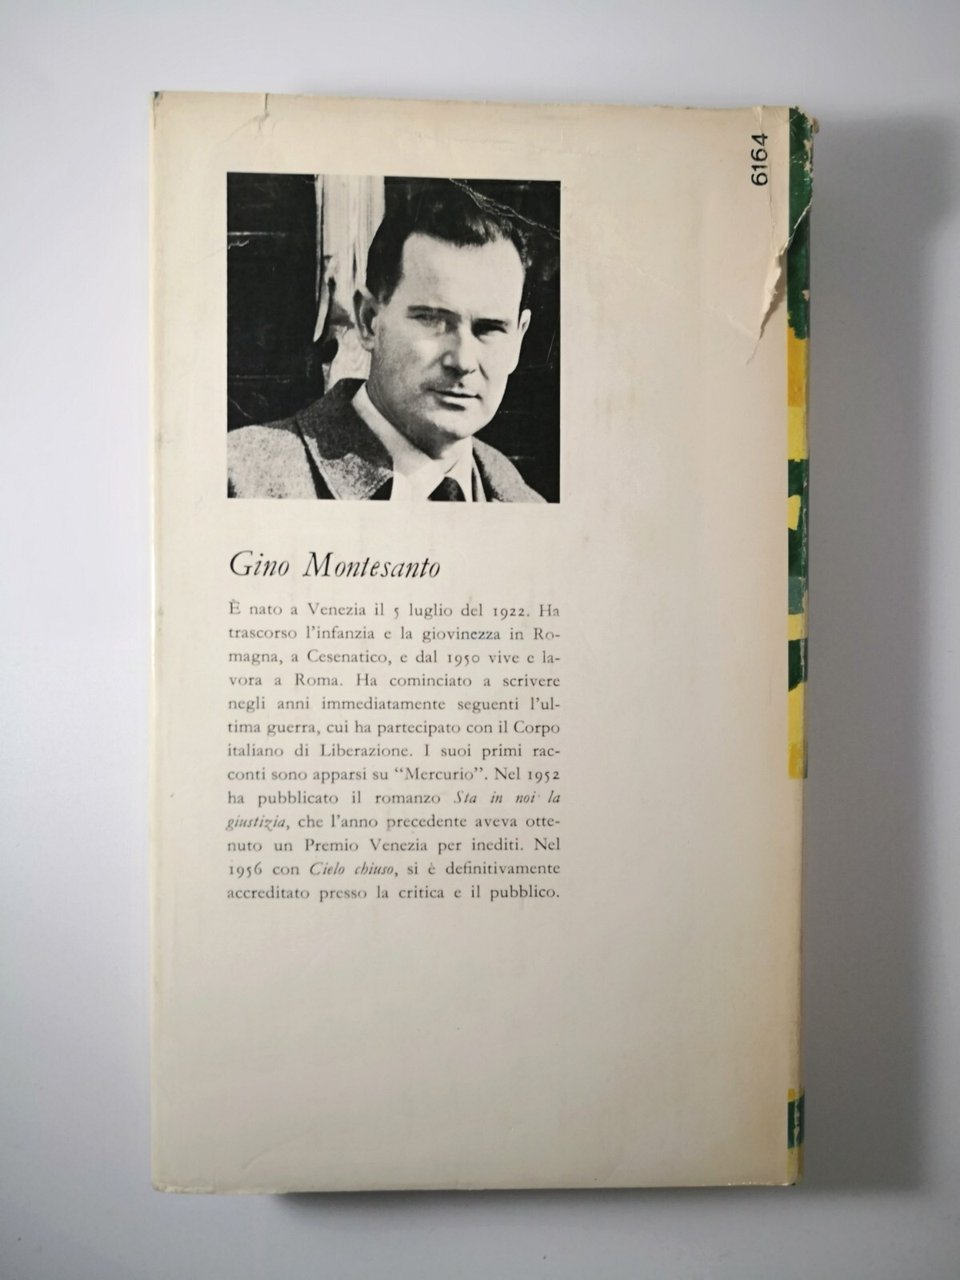 6164
Gino Montesanto
È nato a Venezia il 5 luglio del 1922. Ha
trascorso l'infanzia e la giovinezza in Ro-
magna, a Cesenatico, e dal 1950 vive e la-
vora a Roma. Ha cominciato a scrivere
negli anni immediatamente seguenti l'ul-
tima guerra, cui ha partecipato con il Corpo
italiano di Liberazione. I suoi primi rac-
conti sono apparsi su “Mercurio”. Nel 1952
ha pubblicato il romanzo Sta in noi la
giustizia, che l'anno precedente aveva otte-
nuto un Premio Venezia per inediti. Nel
1956 con Cielo chiuso, si è definitivamente
accreditato presso la critica e il pubblico.